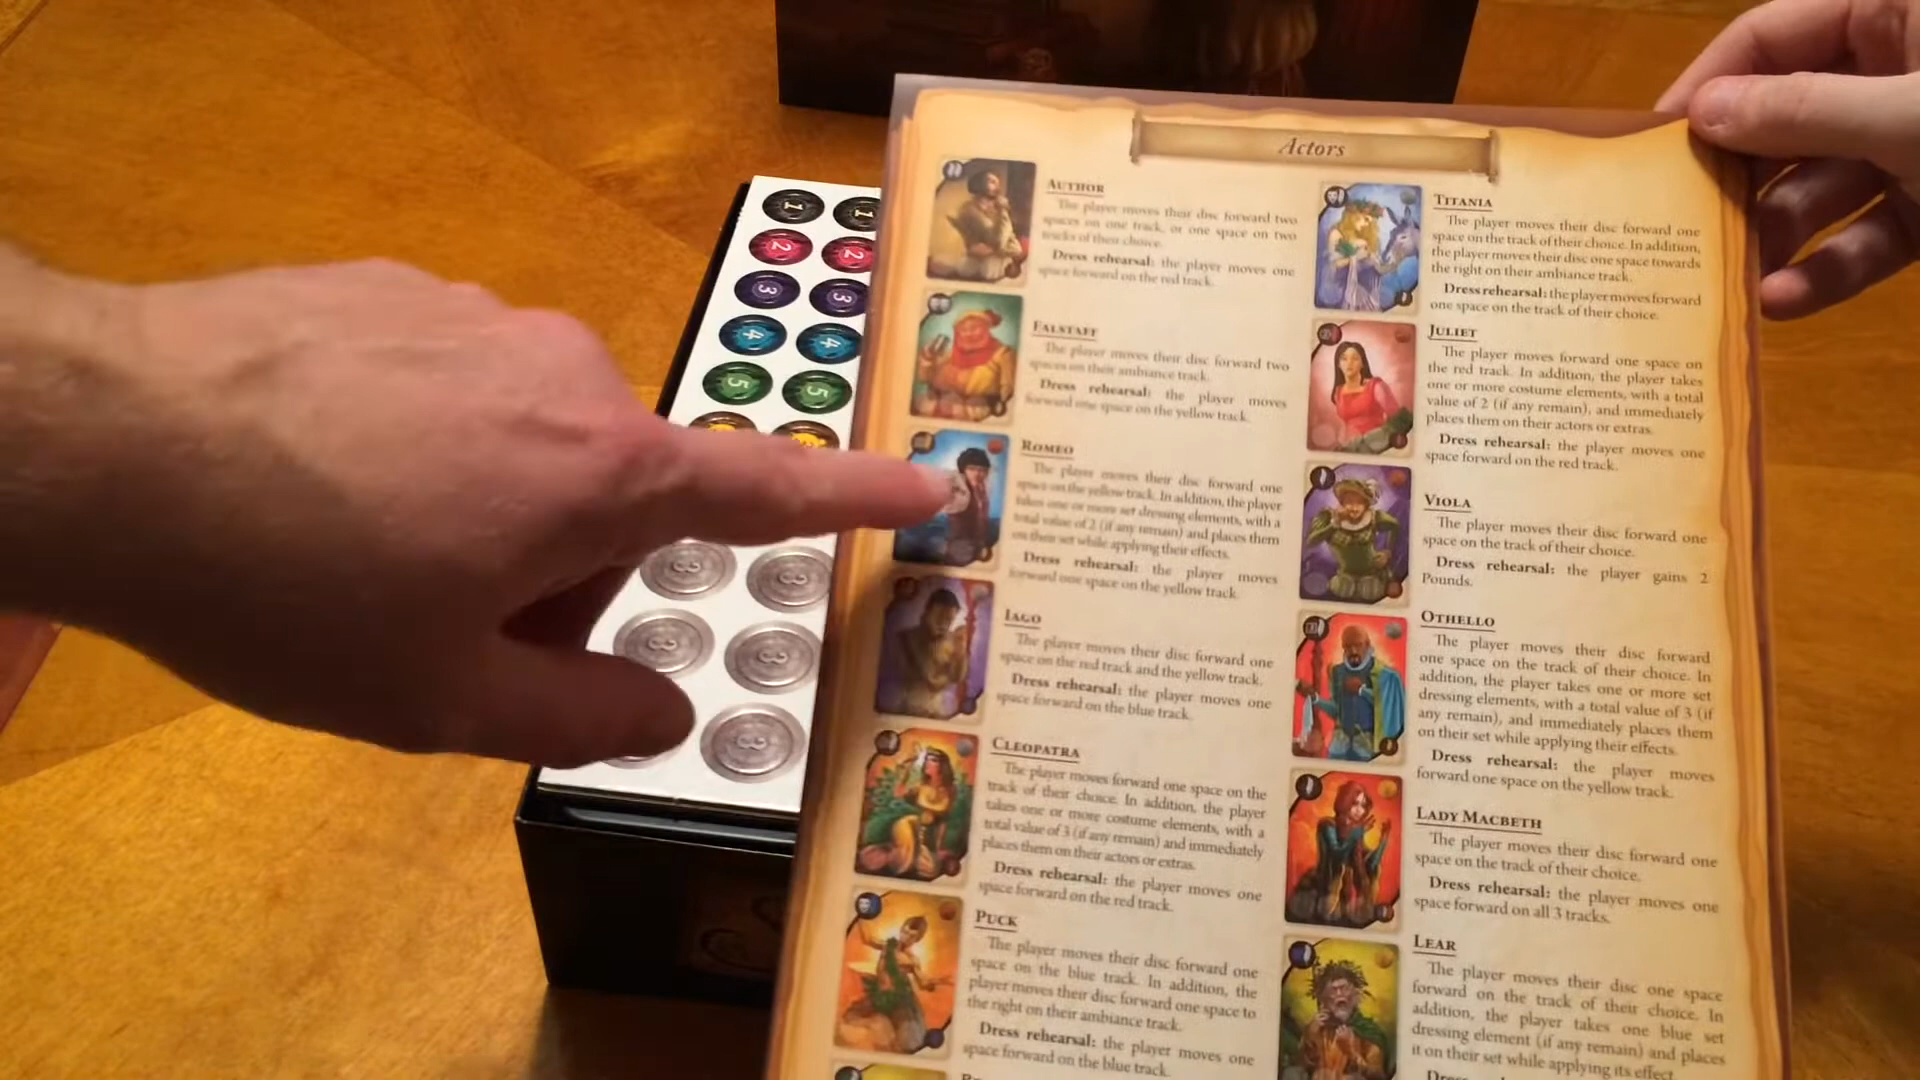 Actors
AUTHOR
The player moves their disc forward two
spaces on one track, or one space on two
tracks of their choice.
Dress rehearsal: the player moves one
space forward on the red track.
FALSTAFF
The player moves their disc forward two
spaces on their ambiance track.
Dress rehearsal: the player moves
forward one space on the yellow track.
ROMEO
The player moves their disc forward one
space on the yellow track. In addition, the player
takes one or more set dressing elements, with a
total value of 2 (if any remain) and places them
on their set while applying their effects.
Dress rehearsal: the player moves
forward one space on the yellow track.
IAGO
The player moves their disc forward one
space on the red track and the yellow track.
Dress rehearsal: the player moves one
space forward on the blue track.
CLEOPATRA
The player moves forward one space on the
track of their choice. In addition, the player
takes one or more costume elements, with a
total value of 3 (if any remain) and immediately
places them on their actors or extras.
Dress rehearsal: the player moves one
space forward on the red track.
PUCK
The player moves their disc forward one
space on the blue track. In addition, the
player moves their disc forward one space to
the right on their ambiance track.
Dress rehearsal: the player moves one
space forward on the blue track.
TITANIA
The player moves their disc forward one
space on the track of their choice. In addition,
the player moves their disc one space towards
the right on their ambiance track.
Dress rehearsal: the player moves forward
one space on the track of their choice.
JULIET
The player moves forward one space on
the red track. In addition, the player takes
one or more costume elements, with a total
value of 2 (if any remain), and immediately
places them on their actors or extras.
Dress rehearsal: the player moves one
space forward on the red track.
VIOLA
The player moves their disc forward one
space on the track of their choice.
Dress rehearsal: the player gains 2
Pounds.
OTHELLO
The player moves their disc forward
one space on the track of their choice. In
addition, the player takes one or more set
dressing elements, with a total value of 3 (if
any remain), and immediately places them
on their set while applying their effects.
Dress rehearsal: the player moves
forward one space on the yellow track.
LADY MACBETH
The player moves their disc forward one
space on the track of their choice.
Dress rehearsal: the player moves one
space forward on all 3 tracks.
LEAR
The player moves their disc one space
forward on the track of their choice. In
addition, the player takes one blue set
dressing element (if any remain) and places
it on their set while applying its effect.
1 1
2 2
3 3
4 4
5 5
3 3
3 3
3